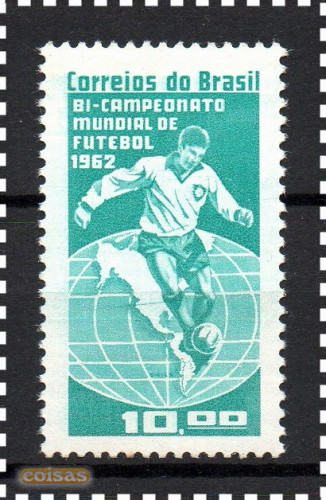 Correios do Brasil
BI-CAMPEONATO
MUNDIAL DE
FUTEBOL
1962
10,00
coisas